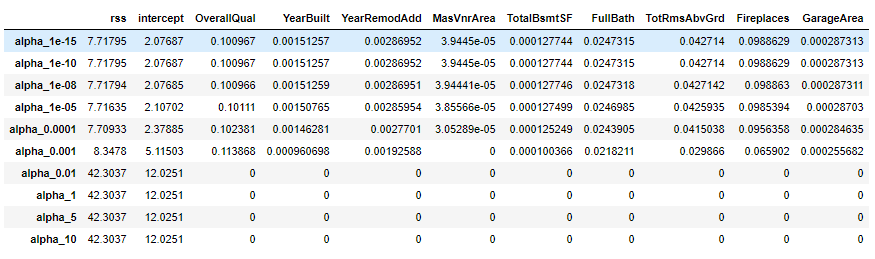 rss intercept OverallQual YearBuilt YearRemodAdd MasVnrArea TotalBsmtSF FullBath TotRmsAbvGrd Fireplaces GarageArea
alpha_1e-15 7.71795 2.07687 0.100967 0.00151257 0.00286952 3.9445e-05 0.000127744 0.0247315 0.042714 0.0988629 0.000287313
alpha_1e-10 7.71795 2.07687 0.100967 0.00151257 0.00286952 3.9445e-05 0.000127744 0.0247315 0.042714 0.0988629 0.000287313
alpha_1e-08 7.71794 2.07685 0.100966 0.00151259 0.00286951 3.94441e-05 0.000127746 0.0247318 0.0427142 0.098863 0.000287311
alpha_1e-05 7.71635 2.10702 0.10111 0.00150765 0.00285954 3.85566e-05 0.000127499 0.0246985 0.0425935 0.0985394 0.00028703
alpha_0.0001 7.70933 2.37885 0.102381 0.00146281 0.0027701 3.05289e-05 0.000125249 0.0243905 0.0415038 0.0956358 0.000284635
alpha_0.001 8.3478 5.11503 0.113868 0.000960698 0.00192588 0 0.000100366 0.0218211 0.029866 0.065902 0.000255682
alpha_0.01 42.3037 12.0251 0 0 0 0 0 0 0 0 0
alpha_1 42.3037 12.0251 0 0 0 0 0 0 0 0 0
alpha_5 42.3037 12.0251 0 0 0 0 0 0 0 0 0
alpha_10 42.3037 12.0251 0 0 0 0 0 0 0 0 0